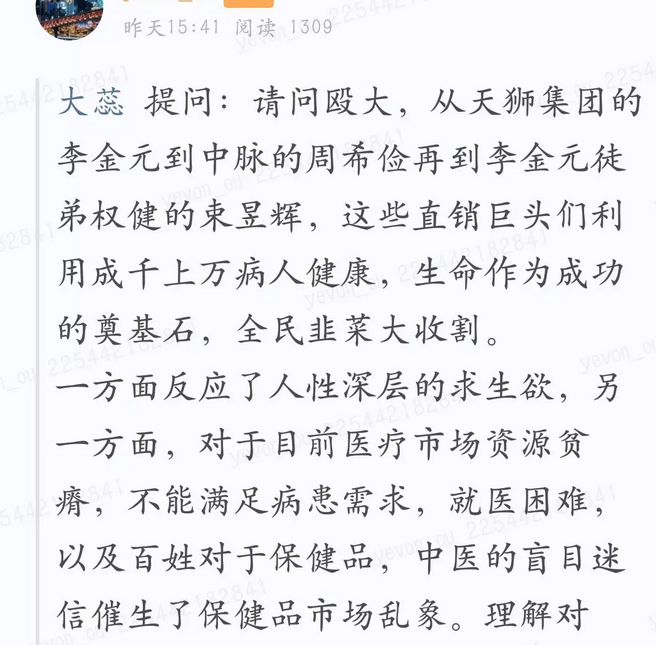 昨天15:41 阅读 1309
大蕊 提问：请问殴大，从天狮集团的
李金元到中脉的周希俭再到李金元徒
弟权健的束昱辉，这些直销巨头们利
用成千上万病人健康，生命作为成功
的奠基石，全民韭菜大收割。
一方面反应了人性深层的求生欲，另
一方面，对于目前医疗市场资源贫
瘠，不能满足病患需求，就医困难，
以及百姓对于保健品，中医的盲目迷
信催生了保健品市场乱象。理解对